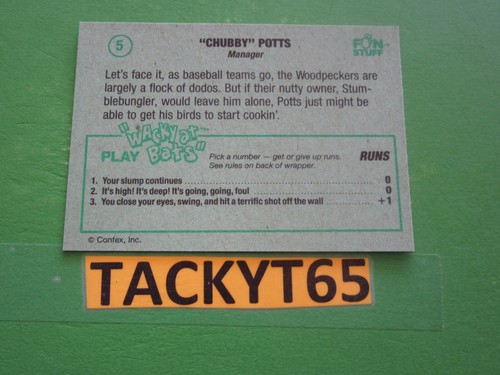 5
"CHUBBY" POTTS
Manager
FUN
STUFF
Let's face it, as baseball teams go, the Woodpeckers are
largely a flock of dodos. But if their nutty owner, Stum-
blebungler, would leave him alone, Potts just might be
able to get his birds to start cookin'.
PLAY "WACKY at Bats"™
Pick a number — get or give up runs.
See rules on back of wrapper.
RUNS
1. Your slump continues 0
2. It's high! It's deep! It's going, going, foul 0
3. You close your eyes, swing, and hit a terrific shot off the wall +1
© Confex, Inc.
TACKYT65